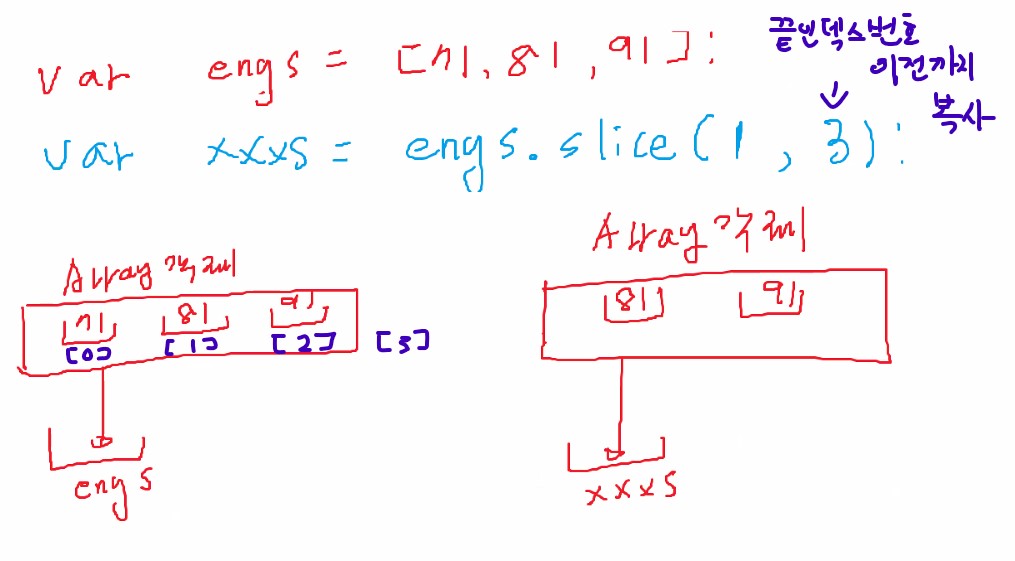 var engs = [71, 81, 91];
끝인덱스번호
이전까지
복사
var xxxs = engs.slice(1, 3);
Array 객체
71 81 91
[0] [1] [2] [3]
engs
Array 객체
81 91
xxxs